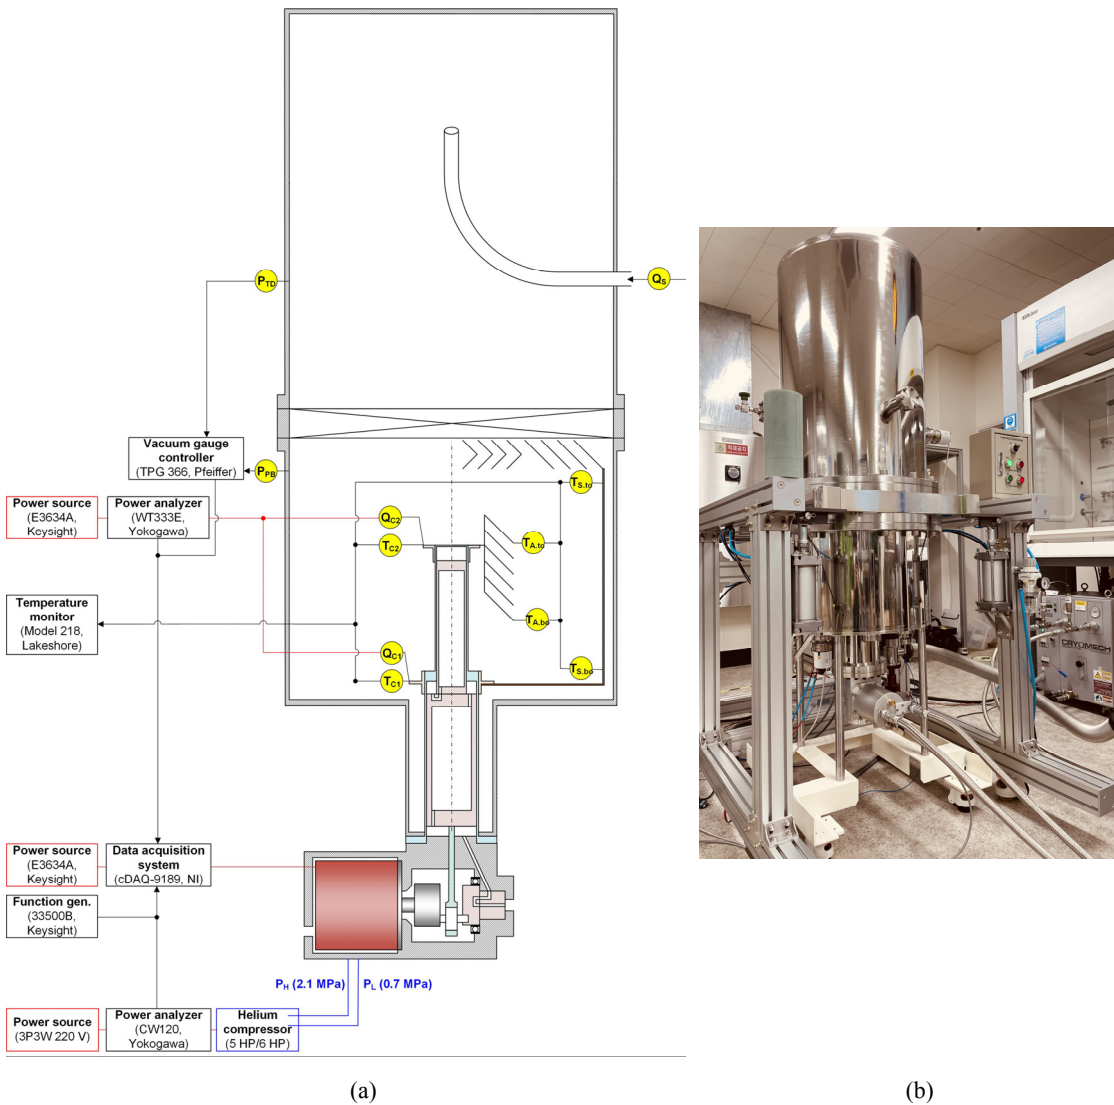 Q_S
P_TD
Vacuum gauge
controller
(TPG 366, Pfeiffer)
P_PB
T_S.to
Power source
(E3634A,
Keysight)
Power analyzer
(WT333E,
Yokogawa)
Q_C2
T_C2
T_A.to
Temperature
monitor
(Model 218,
Lakeshore)
T_A.bo
Q_C1
T_C1
T_S.bo
Power source
(E3634A,
Keysight)
Data acquisition
system
(cDAQ-9189, NI)
Function gen.
(33500B,
Keysight)
P_H (2.1 MPa)
P_L (0.7 MPa)
Power source
(3P3W 220 V)
Power analyzer
(CW120,
Yokogawa)
Helium
compressor
(5 HP/6 HP)
CRYOMECH
(a)
(b)